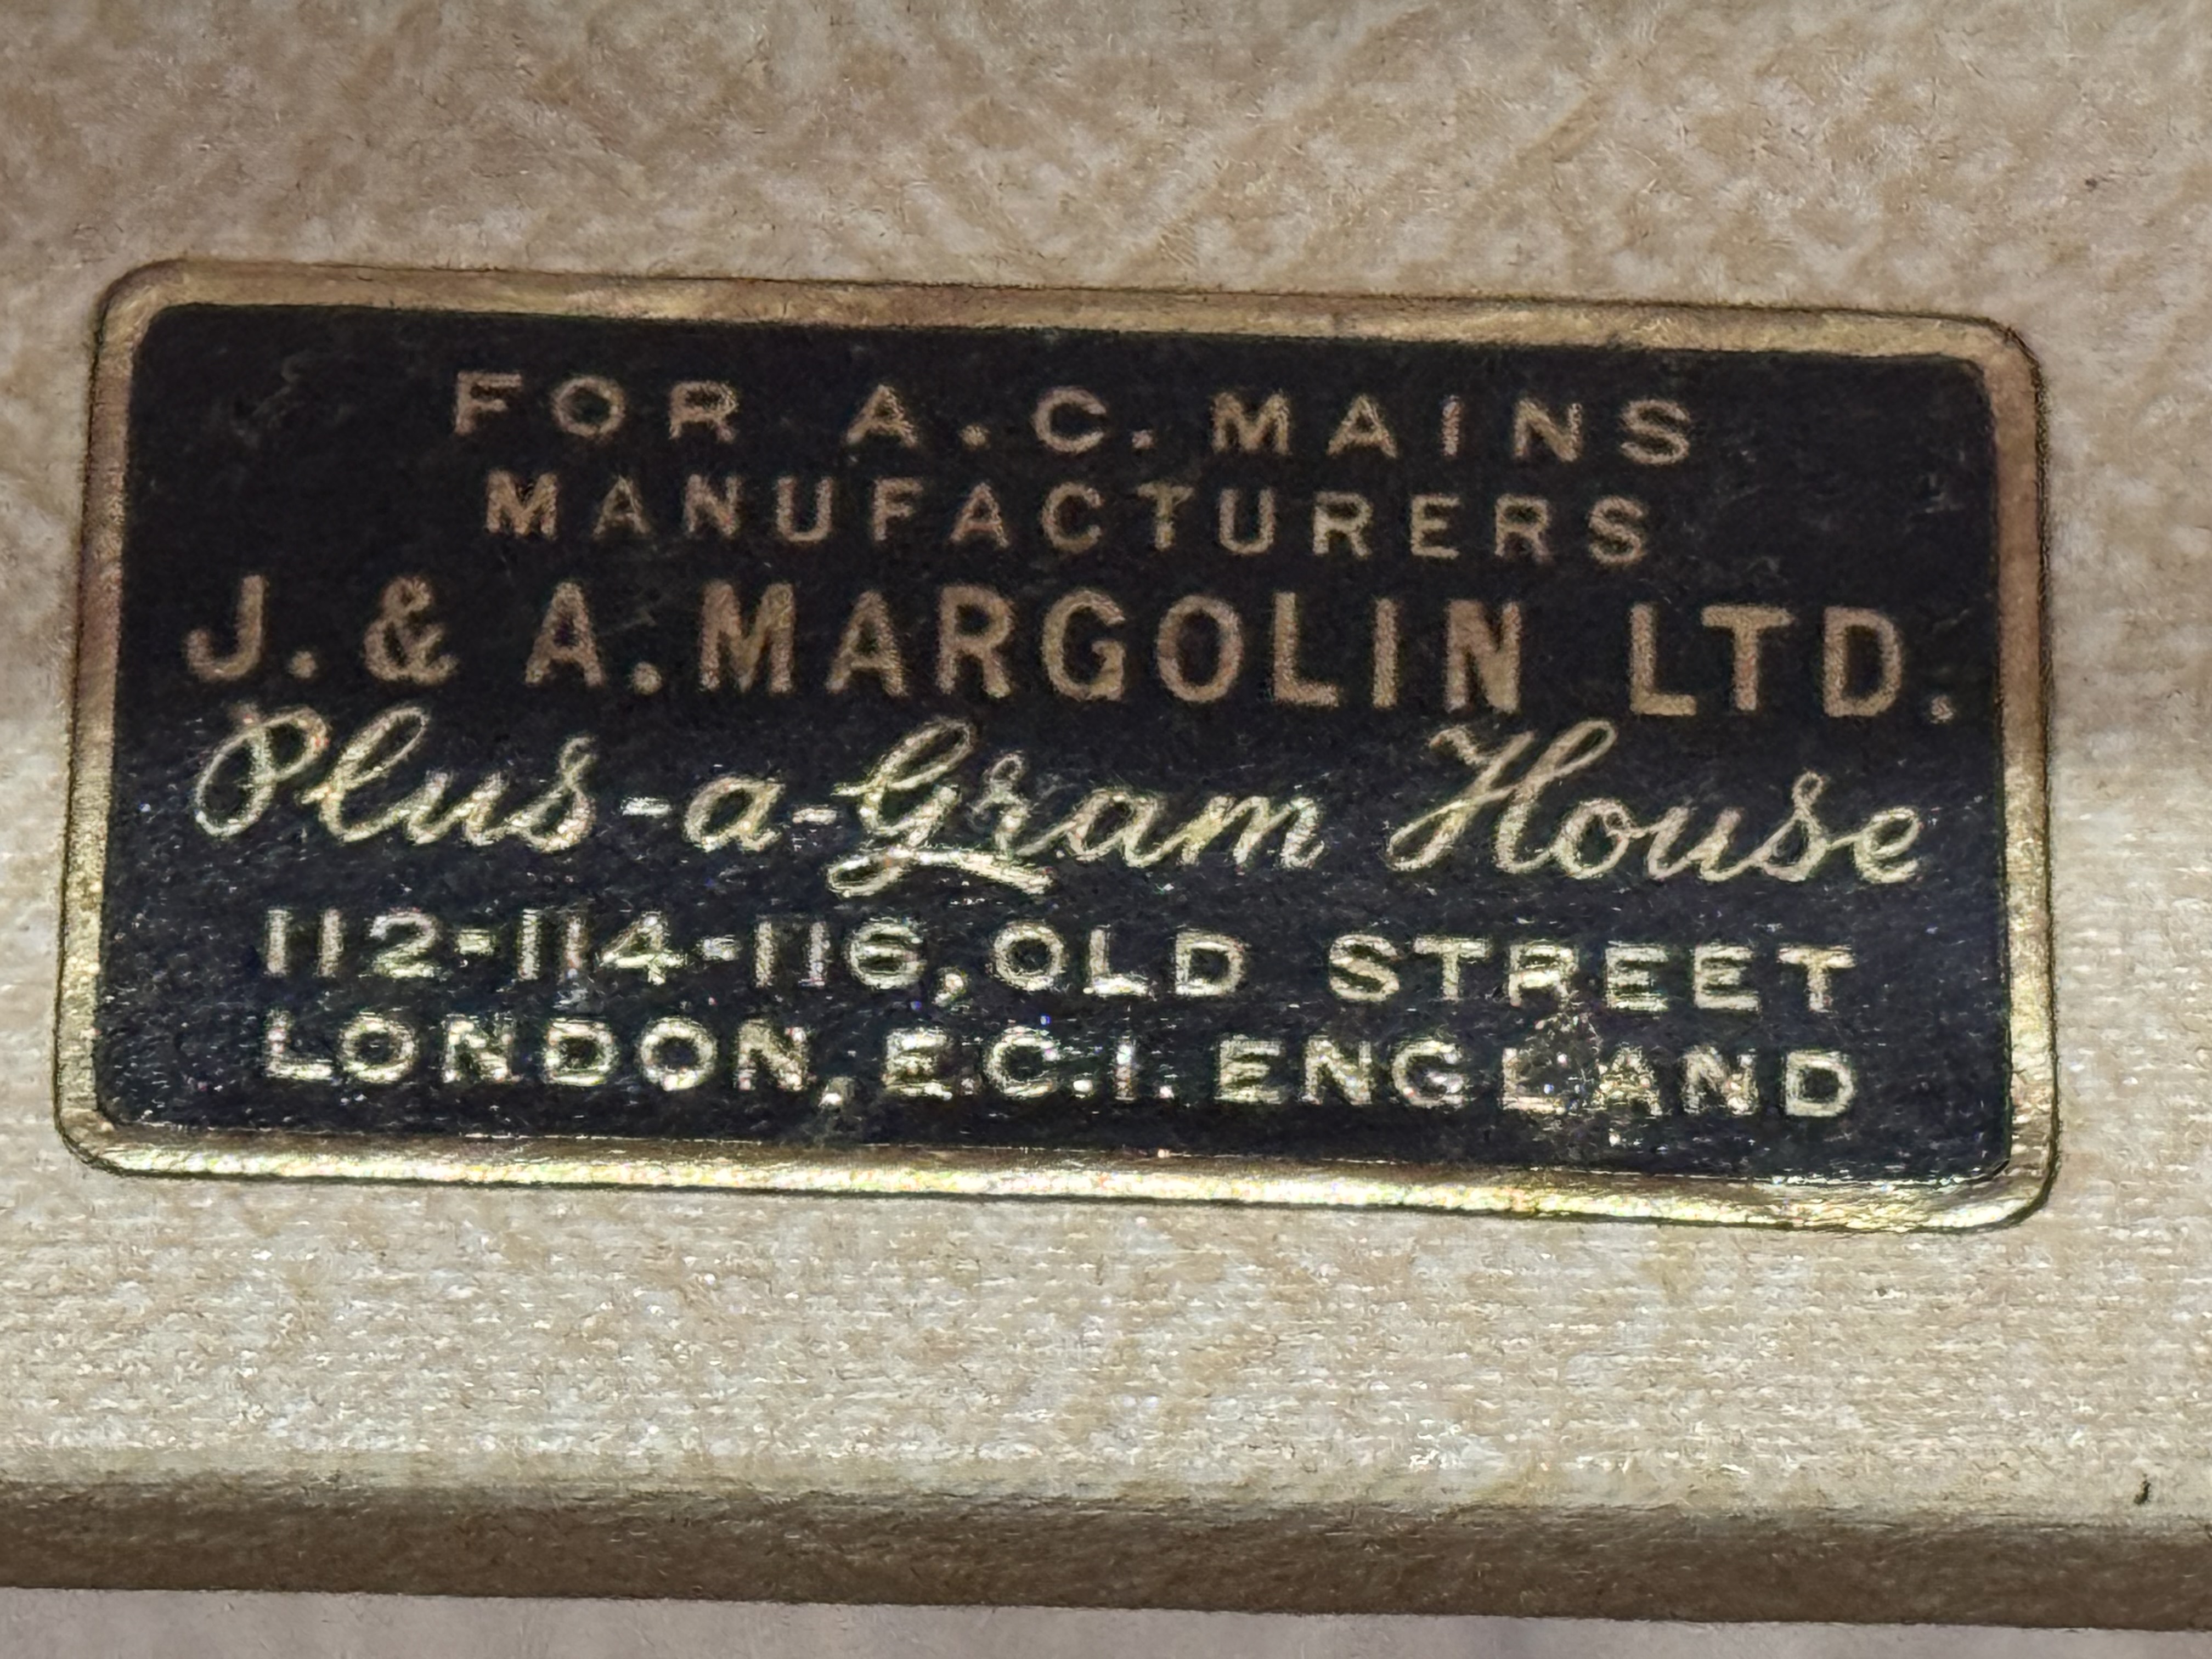 FOR A.C. MAINS
MANUFACTURERS
J. & A. MARGOLIN LTD.
Plus-a-Gram House
112-114-116, OLD STREET
LONDON, E.C.1. ENGLAND